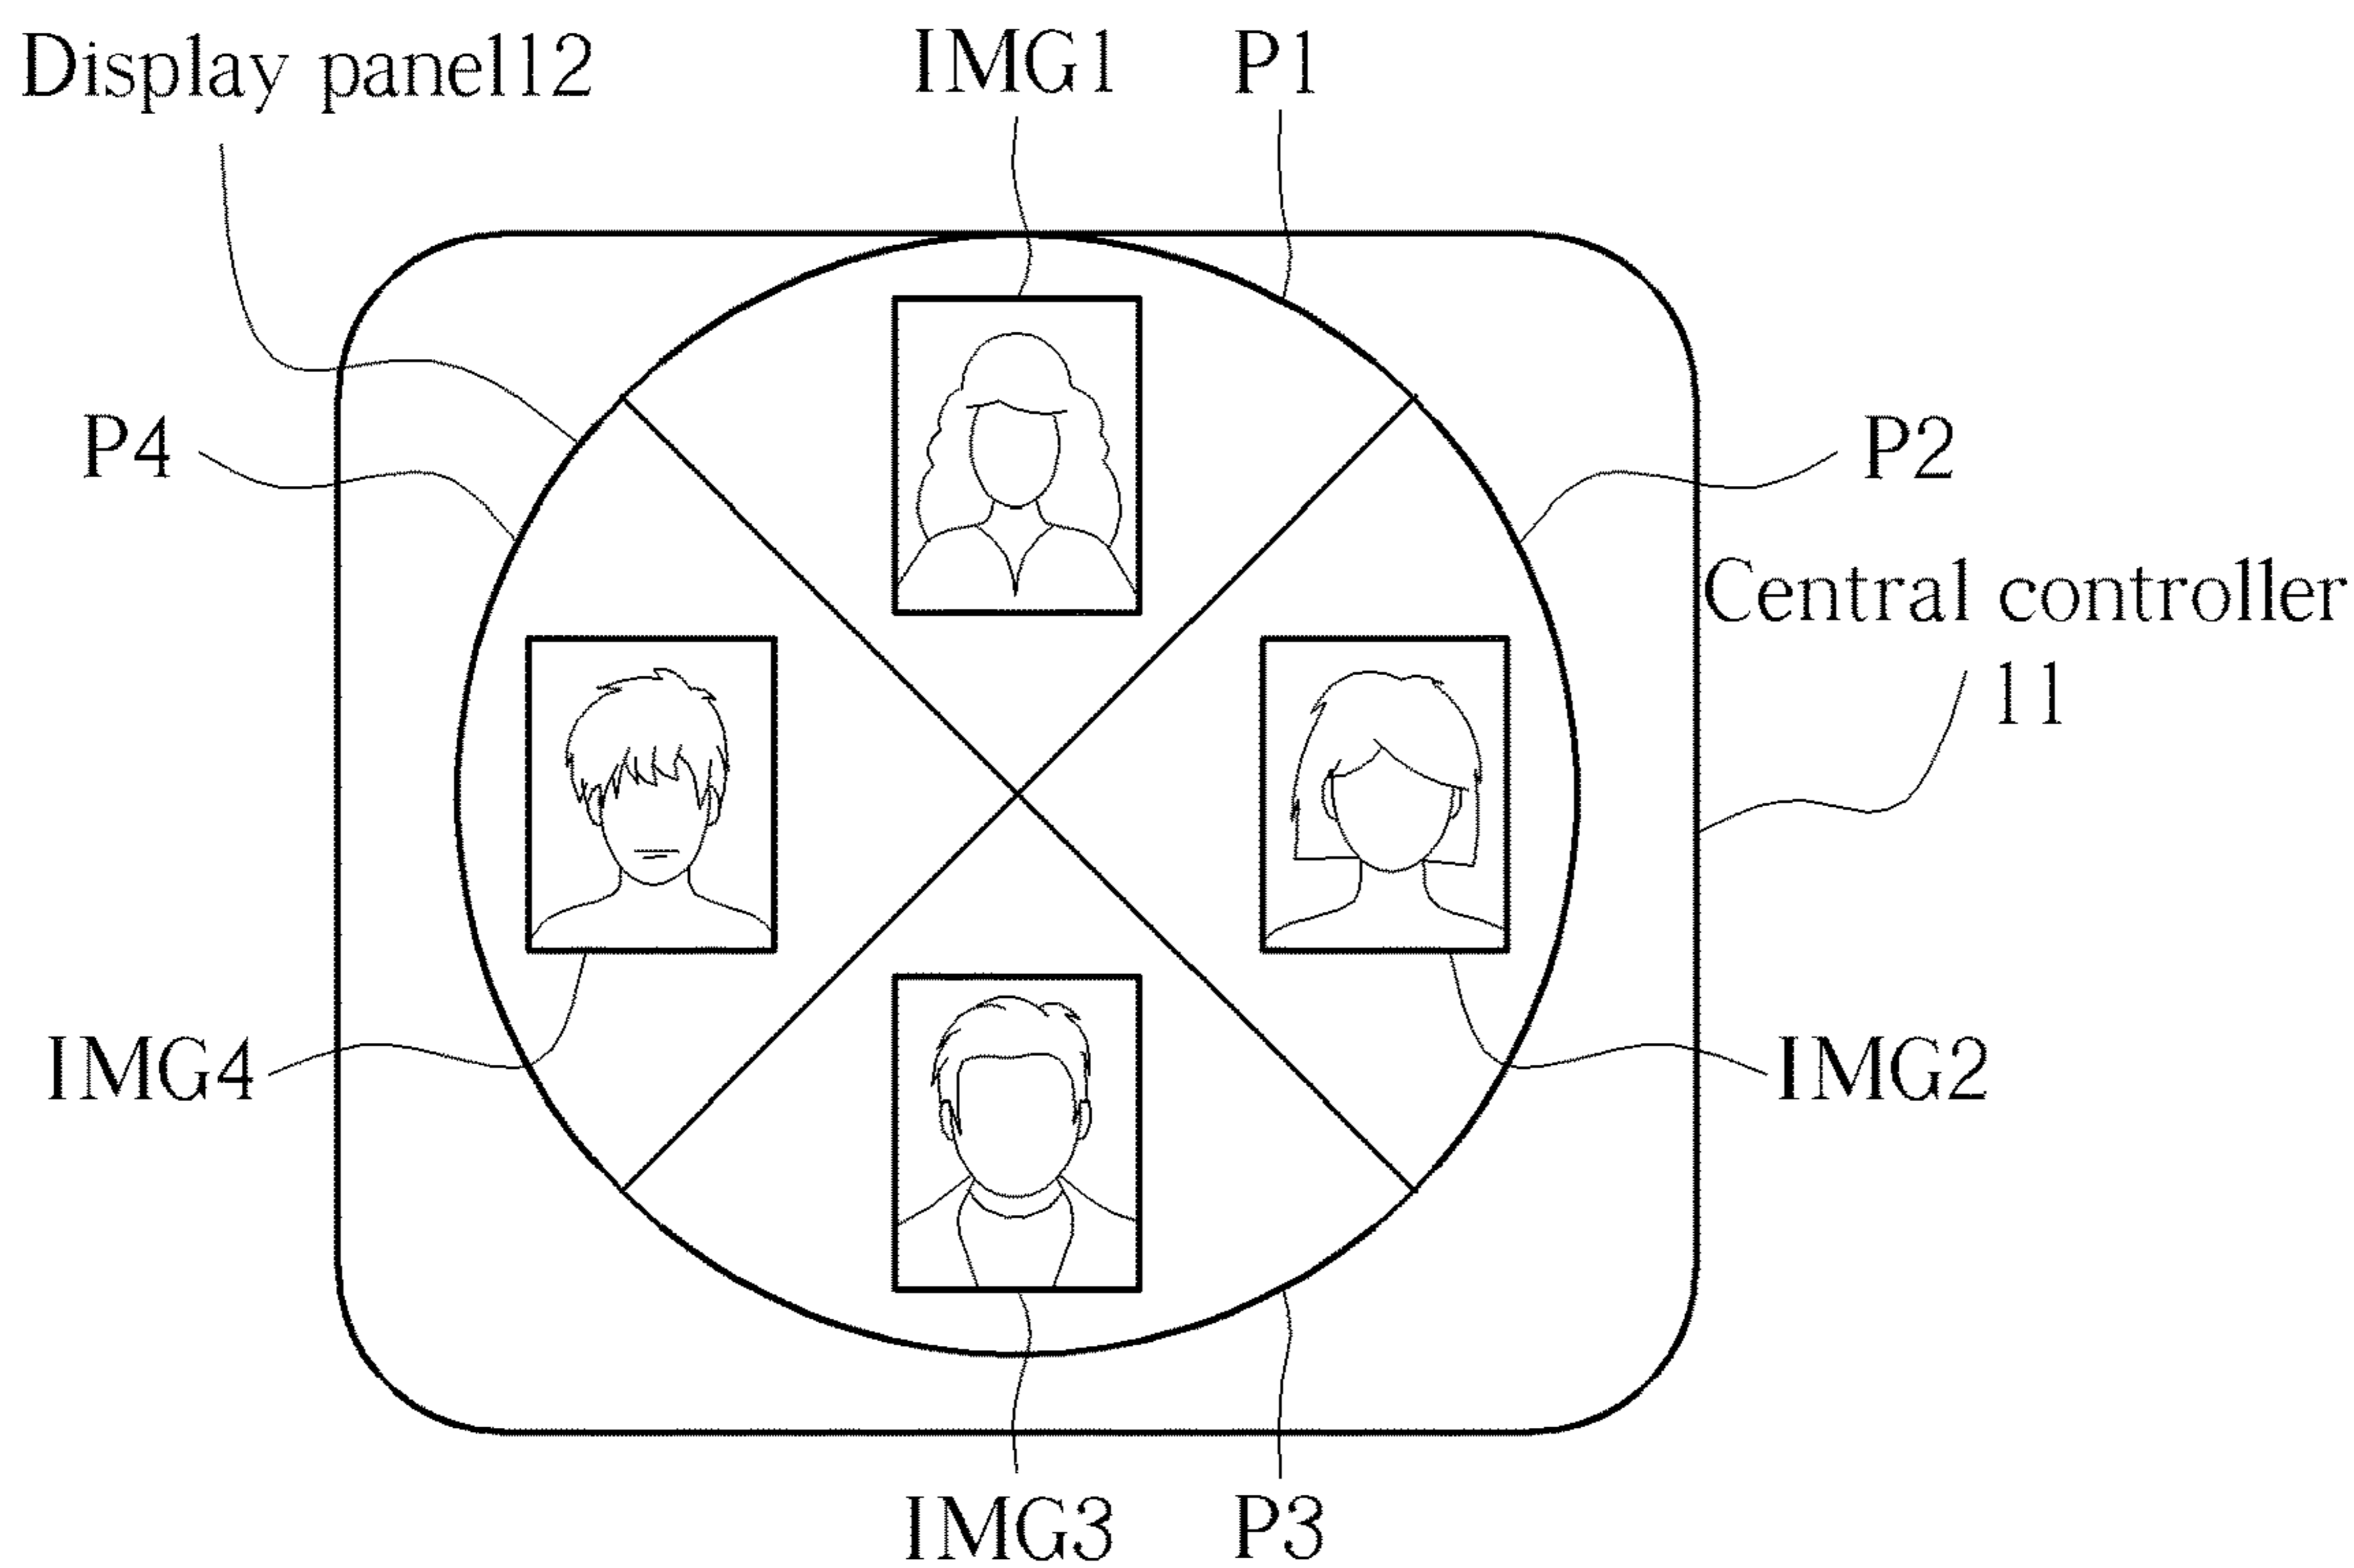 Display panel12
IMG1
P1
P4
P2
Central controller
11
IMG4
IMG2
IMG3
P3